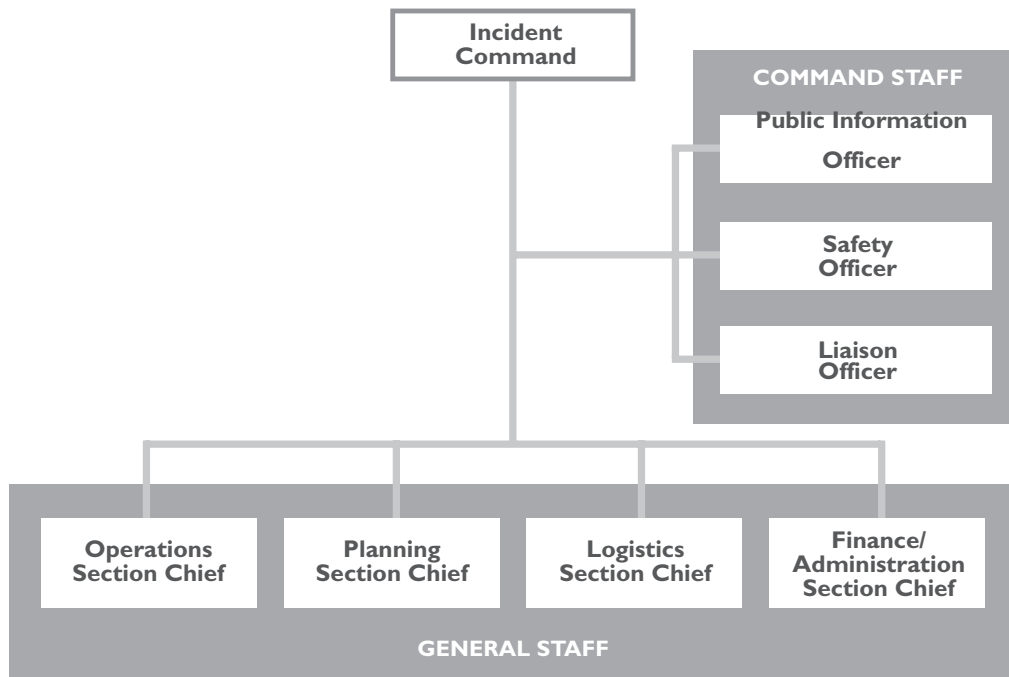 Incident
Command
COMMAND STAFF
Public Information
Officer
Safety
Officer
Liaison
Officer
Operations
Section Chief
Planning
Section Chief
Logistics
Section Chief
Finance/
Administration
Section Chief
GENERAL STAFF